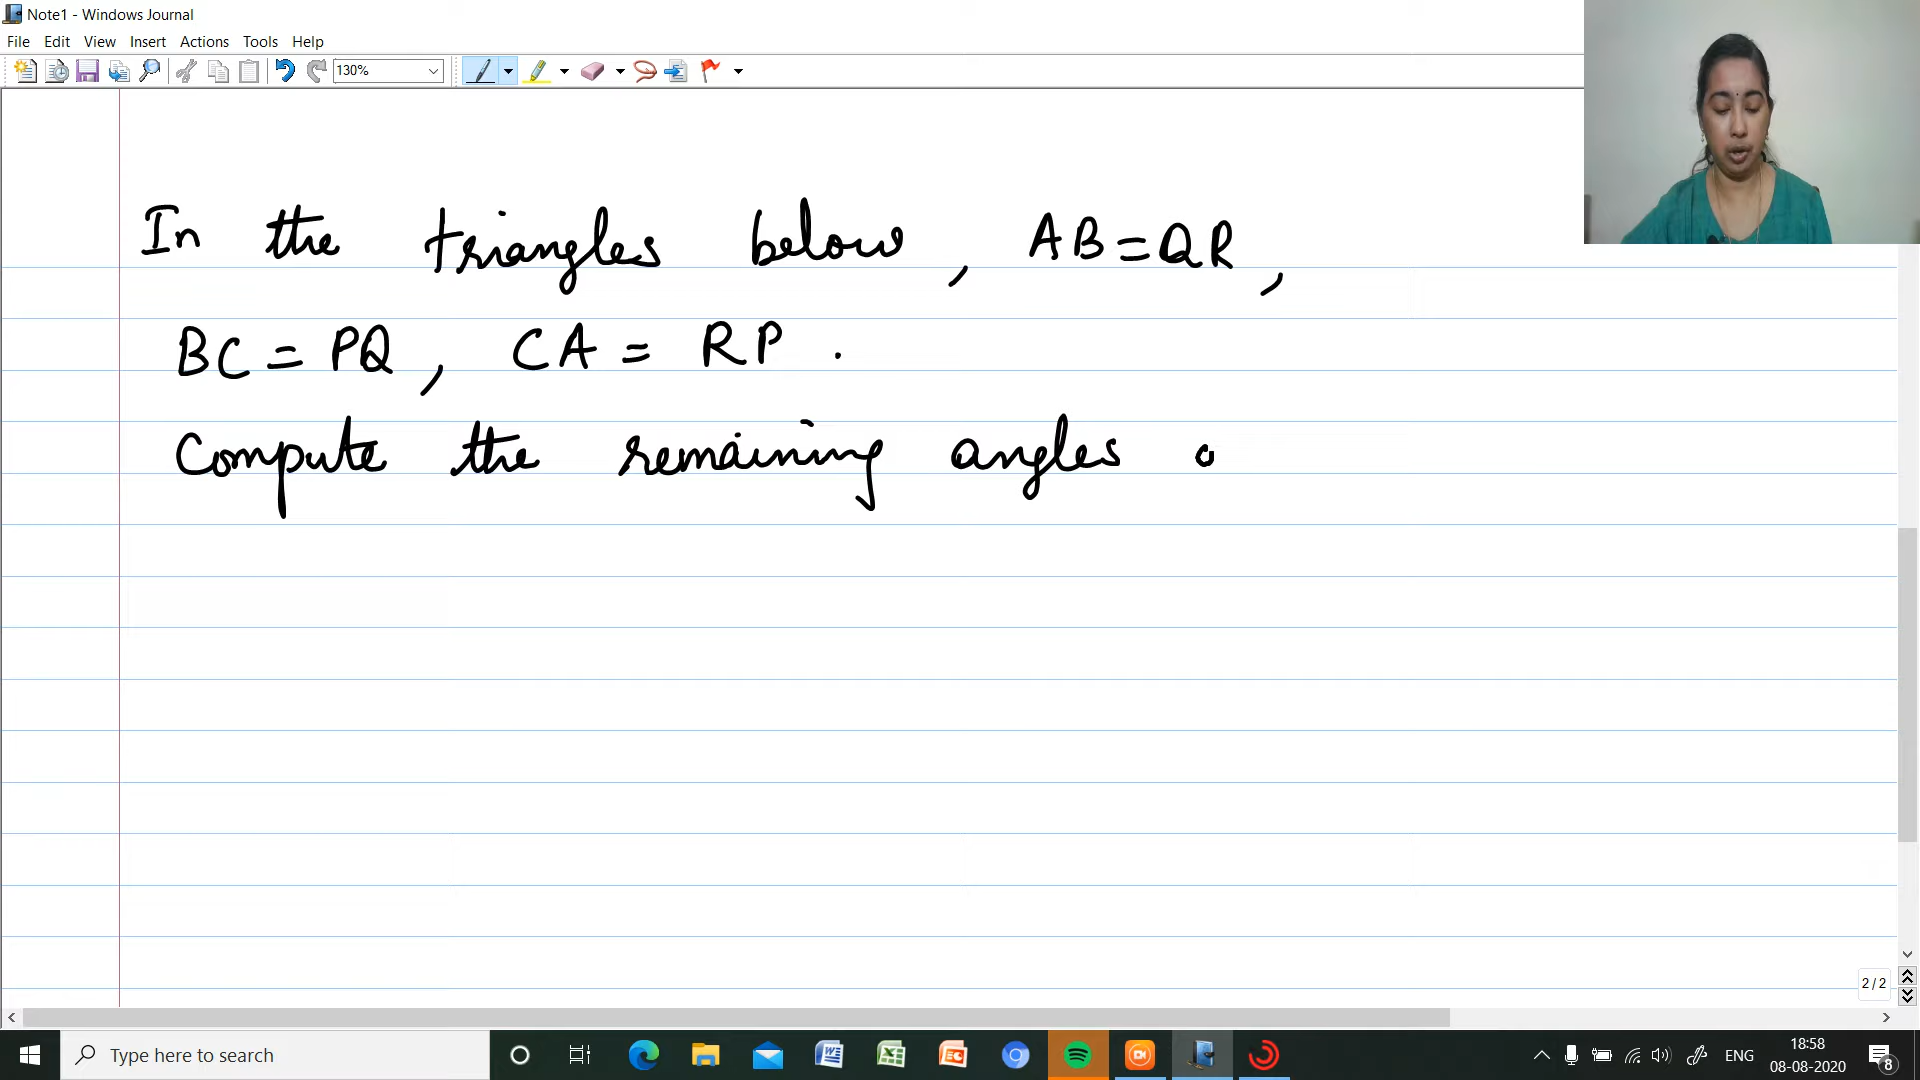 Note1 - Windows Journal
File Edit View Insert Actions Tools Help
130%
In the triangles below, AB=QR,
BC=PQ, CA=RP.
Compute the remaining angles o
2/2
Type here to search
ENG
18:58
08-08-2020
8